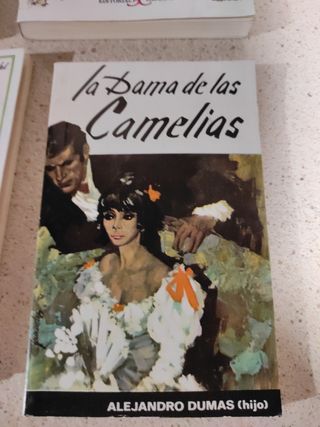 la Dama de las
Camelias
ALEJANDRO DUMAS (hijo)